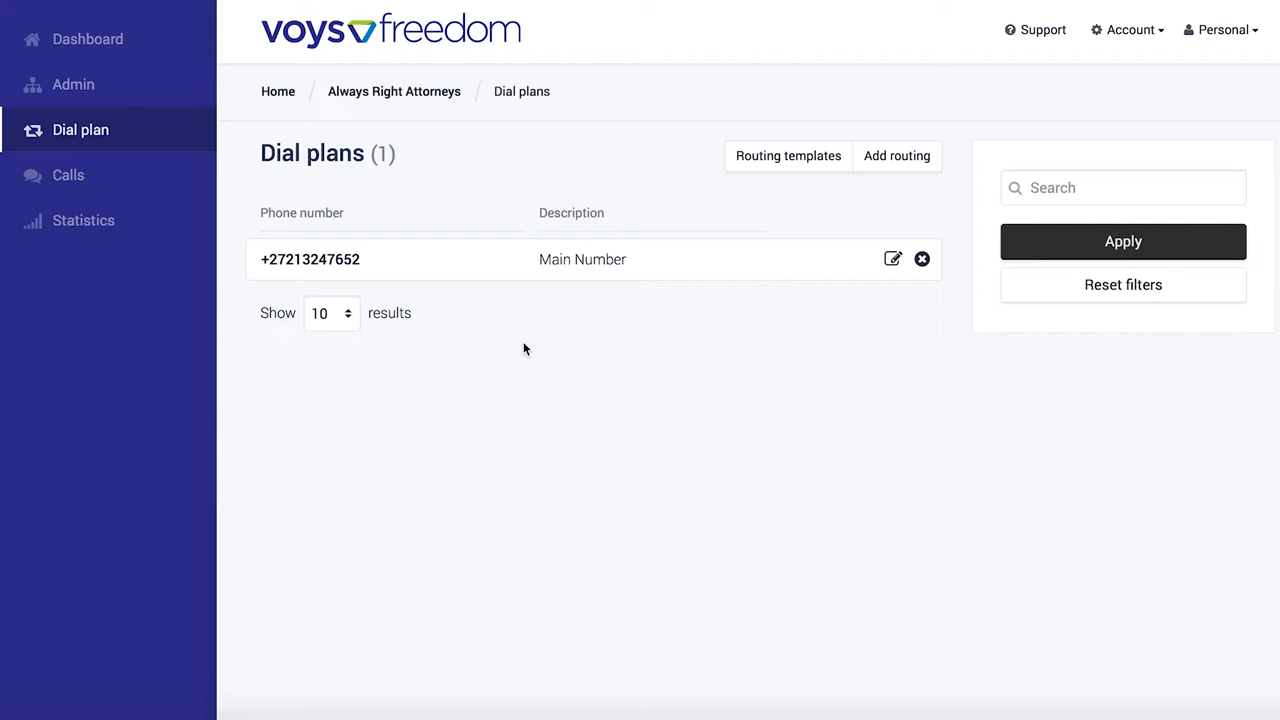 Dashboard
Admin
Dial plan
Calls
Statistics
voys freedom
Support
Account
Personal
Home / Always Right Attorneys / Dial plans
Dial plans (1)
Routing templates
Add routing
Phone number
Description
+27213247652
Main Number
Show 10 results
Search
Apply
Reset filters